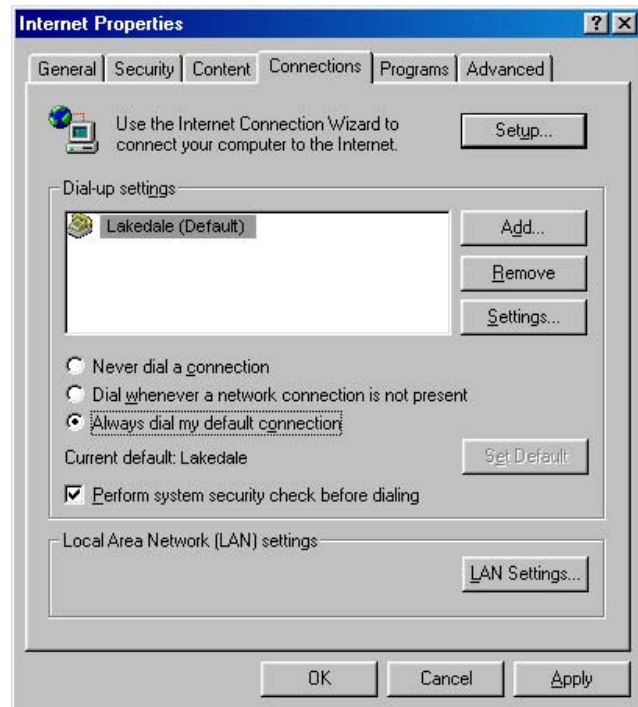 Internet Properties
? X
General Security Content Connections Programs Advanced
Use the Internet Connection Wizard to
connect your computer to the Internet.
Setup...
Dial-up settings
Lakedale (Default)
Add...
Remove
Settings...
Never dial a connection
Dial whenever a network connection is not present
Always dial my default connection
Current default: Lakedale
Set Default
Perform system security check before dialing
Local Area Network (LAN) settings
LAN Settings...
OK Cancel Apply